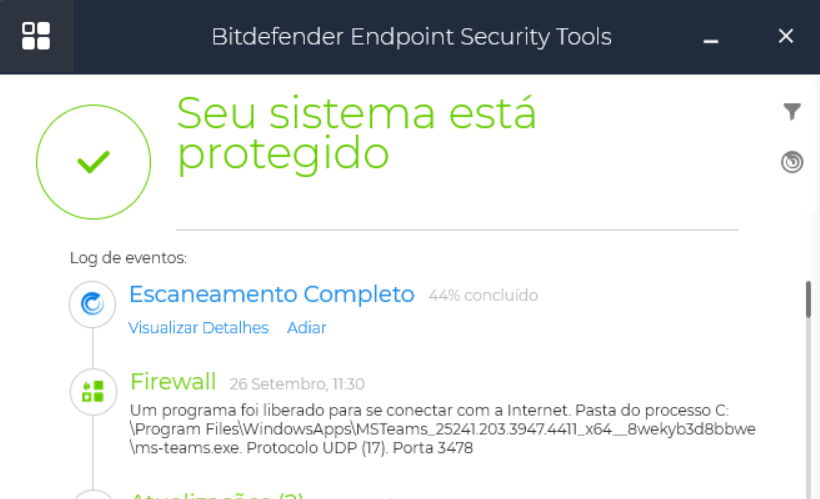 Bitdefender Endpoint Security Tools
Seu sistema está
protegido
Log de eventos:
Escaneamento Completo 44% concluído
Visualizar Detalhes Adiar
Firewall 26 Setembro, 11:30
Um programa foi liberado para se conectar com a Internet. Pasta do processo C:
\Program Files\WindowsApps\MSTeams_25241.203.3947.4411_x64__8wekyb3d8bbwe
\ms-teams.exe. Protocolo UDP (17). Porta 3478